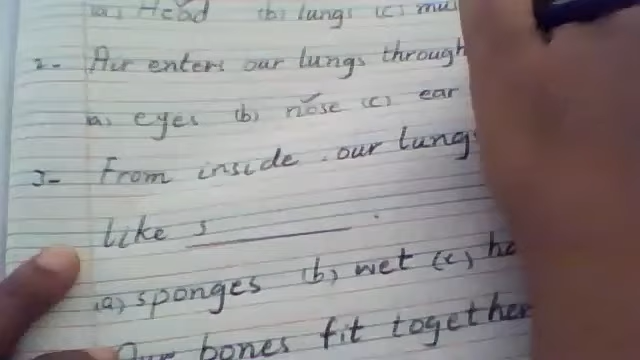 (a) Head (b) lungs (c)
2- Air enters our lungs through
(a) eyes (b) nose (c) ear
3- From inside our lungs
like s
(a) sponges (b) wet (c)
bones fit together